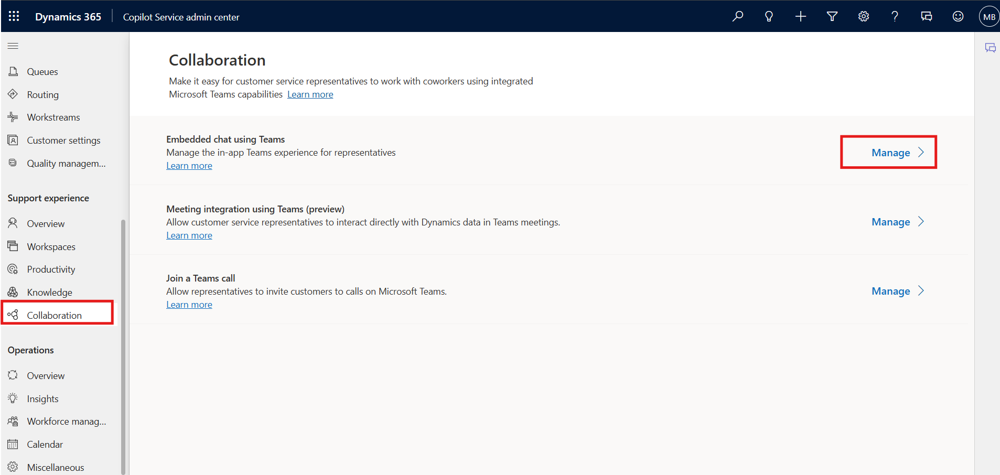 Dynamics 365
Copilot Service admin center
MB
Queues
Routing
Workstreams
Customer settings
Quality managem...
Support experience
Overview
Workspaces
Productivity
Knowledge
Collaboration
Operations
Overview
Insights
Workforce manag...
Calendar
Miscellaneous
Collaboration
Make it easy for customer service representatives to work with coworkers using integrated
Microsoft Teams capabilities Learn more
Embedded chat using Teams
Manage the in-app Teams experience for representatives
Learn more
Manage
Meeting integration using Teams (preview)
Allow customer service representatives to interact directly with Dynamics data in Teams meetings.
Learn more
Manage
Join a Teams call
Allow representatives to invite customers to calls on Microsoft Teams.
Learn more
Manage